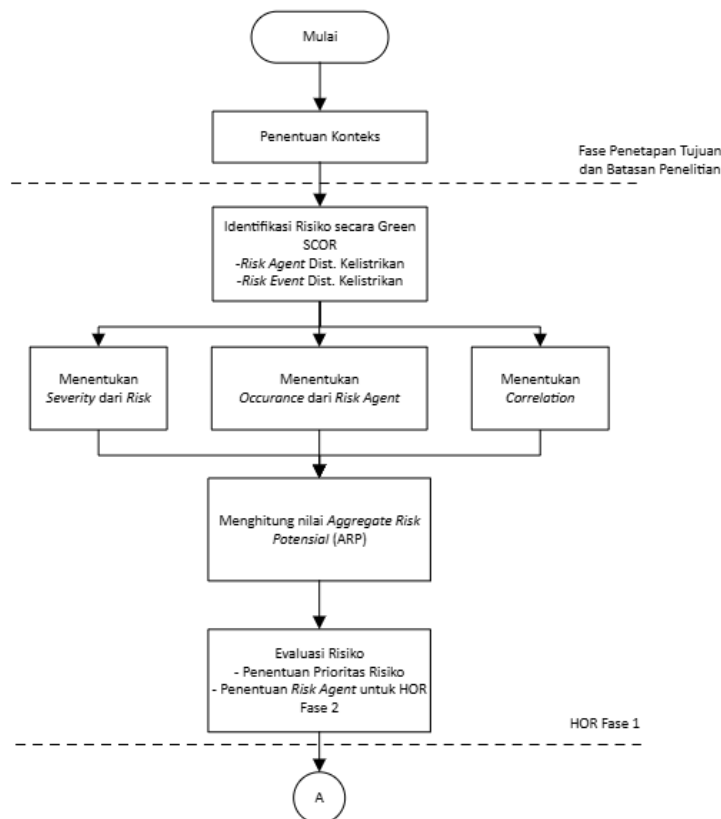 Mulai
Penentuan Konteks
Fase Penetapan Tujuan
dan Batasan Penelitian
Identifikasi Risiko secara Green
SCOR
-Risk Agent Dist. Kelistrikan
-Risk Event Dist. Kelistrikan
Menentukan
Severity dari Risk
Menentukan
Occurance dari Risk Agent
Menentukan
Correlation
Menghitung nilai Aggregate Risk
Potensial (ARP)
Evaluasi Risiko
- Penentuan Prioritas Risiko
- Penentuan Risk Agent untuk HOR
Fase 2
HOR Fase 1
A